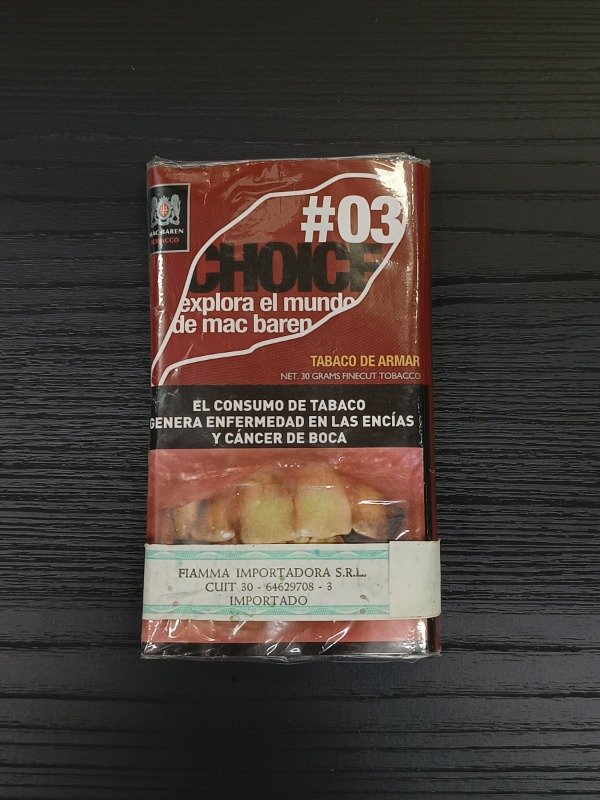 #03
MAC BAREN
TOBACCO
CHOICE
explora el mundo
de mac baren
TABACO DE ARMAR
NET. 30 GRAMS FINECUT TOBACCO
EL CONSUMO DE TABACO
GENERA ENFERMEDAD EN LAS ENCÍAS
Y CÁNCER DE BOCA
FIAMMA IMPORTADORA S.R.L.
CUIT 30 - 64629708 - 3
IMPORTADO